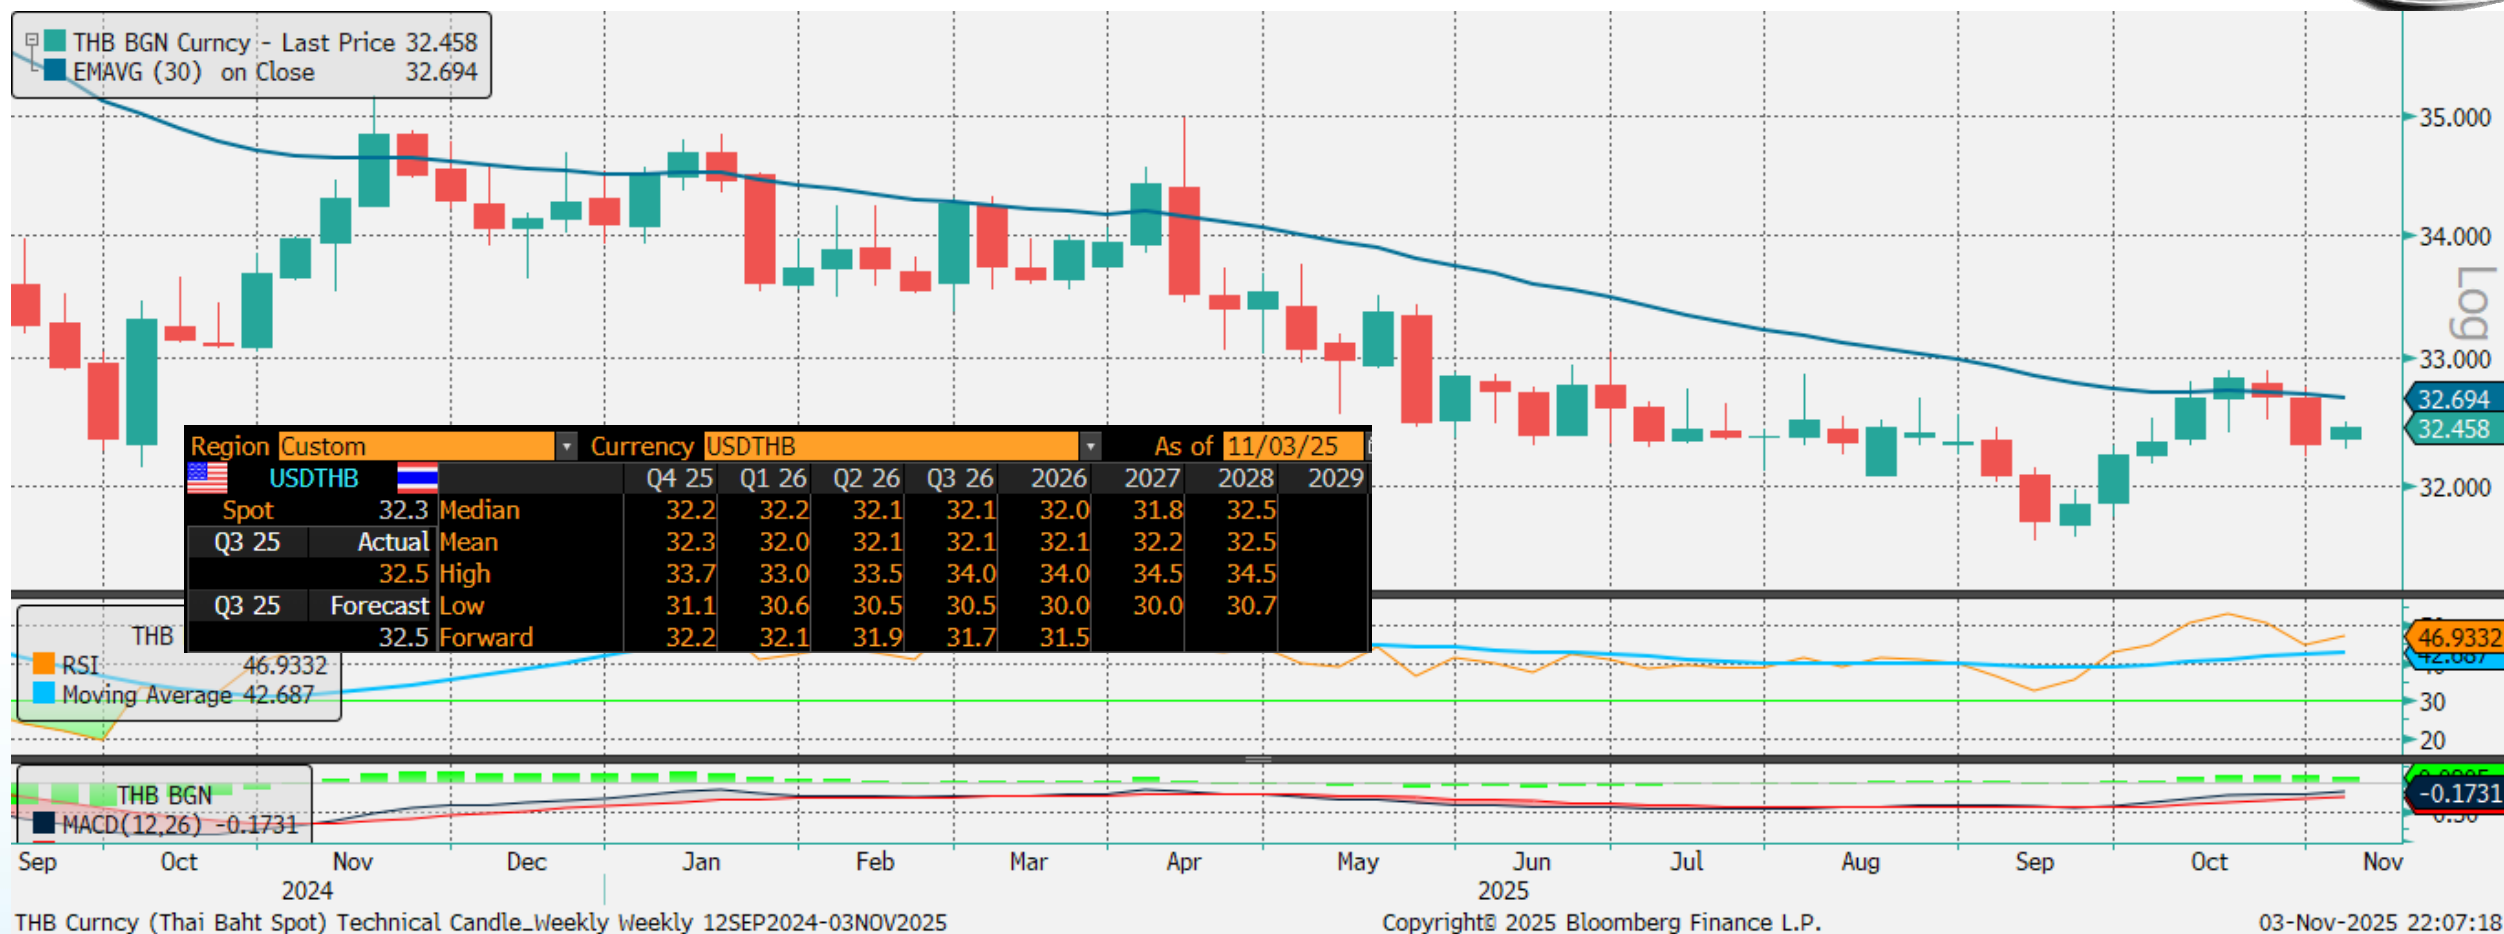 THB BGN Curncy - Last Price 32.458
EMAVG (30) on Close 32.694
35.000
34.000
33.000
32.694
32.458
32.000
Log
Region Custom Currency USDTHB As of 11/03/25
USDTHB Q4 25 Q1 26 Q2 26 Q3 26 2026 2027 2028 2029
Spot 32.3 Median 32.2 32.2 32.1 32.1 32.0 31.8 32.5
Q3 25 Actual Mean 32.3 32.0 32.1 32.1 32.1 32.2 32.5
32.5 High 33.7 33.0 33.5 34.0 34.0 34.5 34.5
Q3 25 Forecast Low 31.1 30.6 30.5 30.5 30.0 30.0 30.7
32.5 Forward 32.2 32.1 31.9 31.7 31.5
THB
RSI 46.9332
Moving Average 42.687
46.9332
42.687
30
20
THB BGN
MACD(12,26) -0.1731
-0.1731
Sep Oct Nov Dec Jan Feb Mar Apr May Jun Jul Aug Sep Oct Nov
2024 2025
THB Curncy (Thai Baht Spot) Technical Candle_Weekly Weekly 12SEP2024-03NOV2025 Copyright© 2025 Bloomberg Finance L.P. 03-Nov-2025 22:07:18